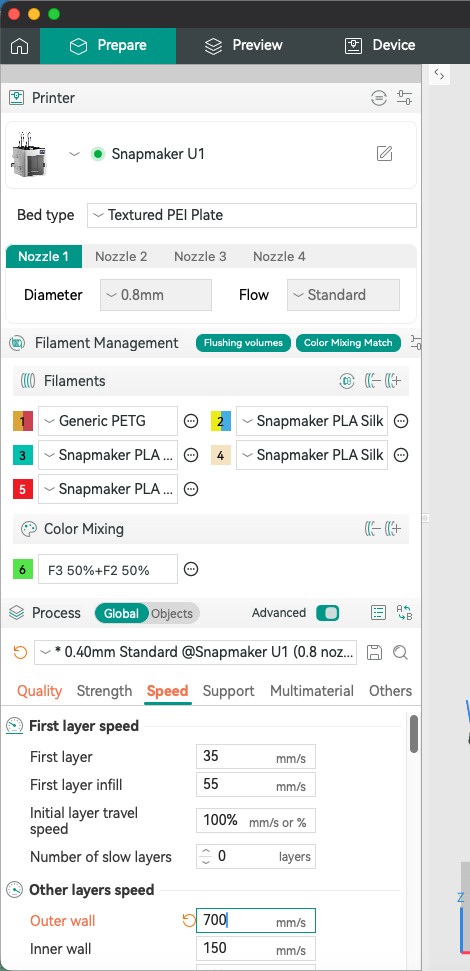 Prepare Preview Device
Printer
Snapmaker U1
Bed type Textured PEI Plate
Nozzle 1 Nozzle 2 Nozzle 3 Nozzle 4
Diameter 0.8mm Flow Standard
Filament Management Flushing volumes Color Mixing Match
Filaments
1 Generic PETG 2 Snapmaker PLA Silk
3 Snapmaker PLA ... 4 Snapmaker PLA Silk
5 Snapmaker PLA ...
Color Mixing
6 F3 50%+F2 50%
Process Global Objects Advanced
* 0.40mm Standard @Snapmaker U1 (0.8 noz...
Quality Strength Speed Support Multimaterial Others
First layer speed
First layer 35 mm/s
First layer infill 55 mm/s
Initial layer travel
speed 100% mm/s or %
Number of slow layers 0 layers
Other layers speed
Outer wall 700 mm/s
Inner wall 150 mm/s
Z